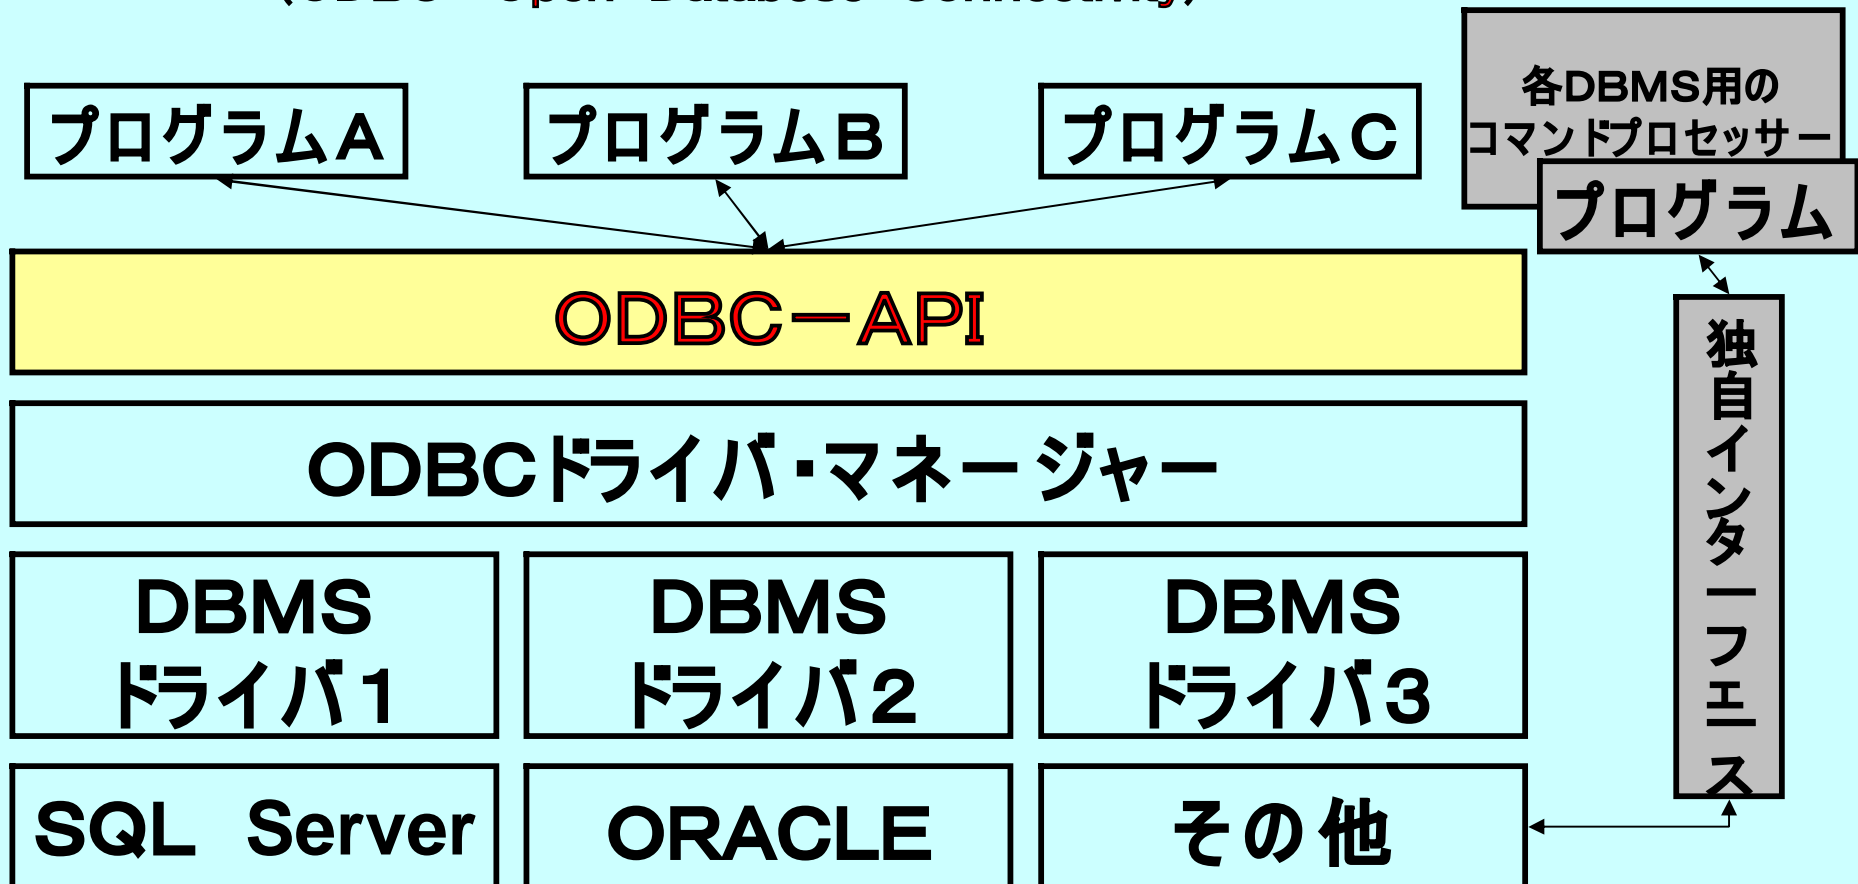 （ODBC Open Database Connectivity）
各DBMS用の
コマンドプロセッサー
プログラムA
プログラムB
プログラムC
プログラム
ODBC－API
独自インターフェース
ODBCドライバ・マネージャー
DBMS
ドライバ1
DBMS
ドライバ2
DBMS
ドライバ3
SQL Server
ORACLE
その他